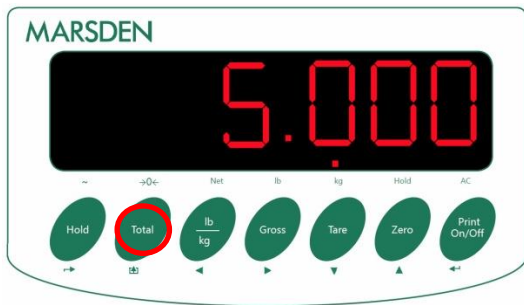 MARSDEN
5.000
~ →0← Net lb kg Hold AC
Hold Total lb/kg Gross Tare Zero Print On/Off